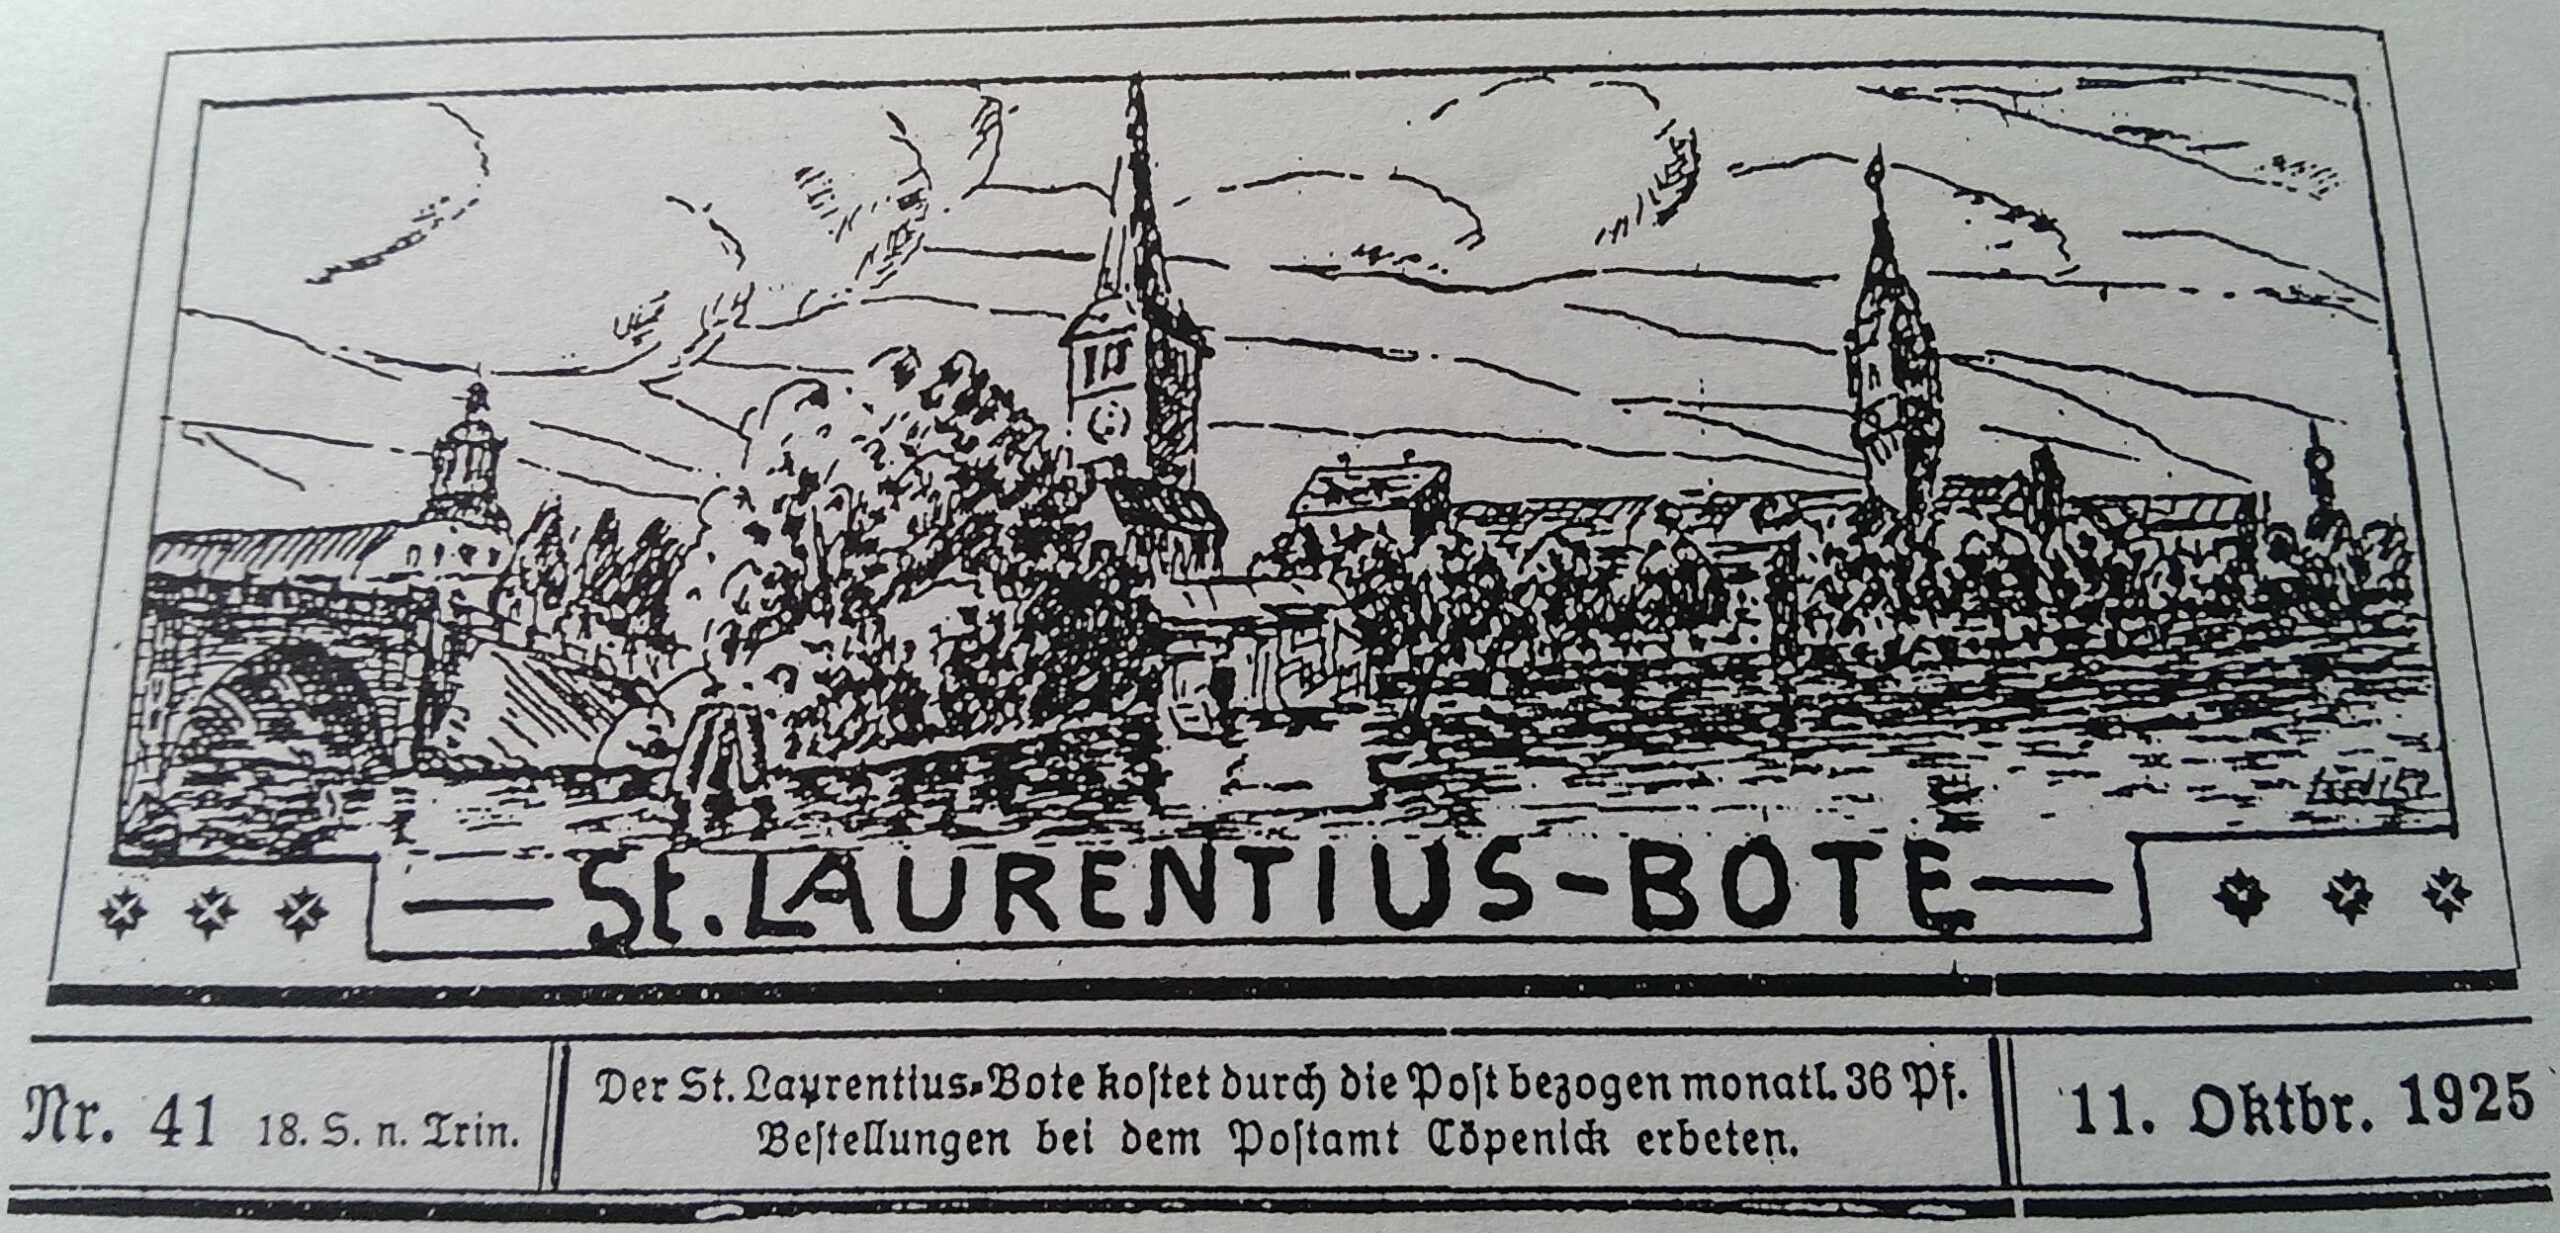 — St. LAURENTIUS-BOTE —
Nr. 41 18. S. n. Trin.
Der St. Laurentius-Bote kostet durch die Post bezogen monatl. 36 Pf.
Bestellungen bei dem Postamt Cöpenick erbeten.
11. Oktbr. 1925